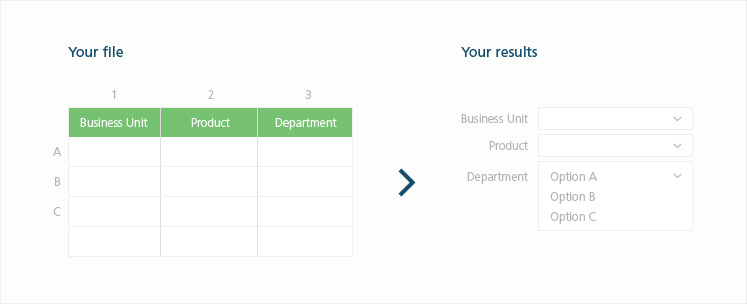 Your file
1 2 3
Business Unit Product Department
A
B
C
Your results
Business Unit
Product
Department Option A
Option B
Option C